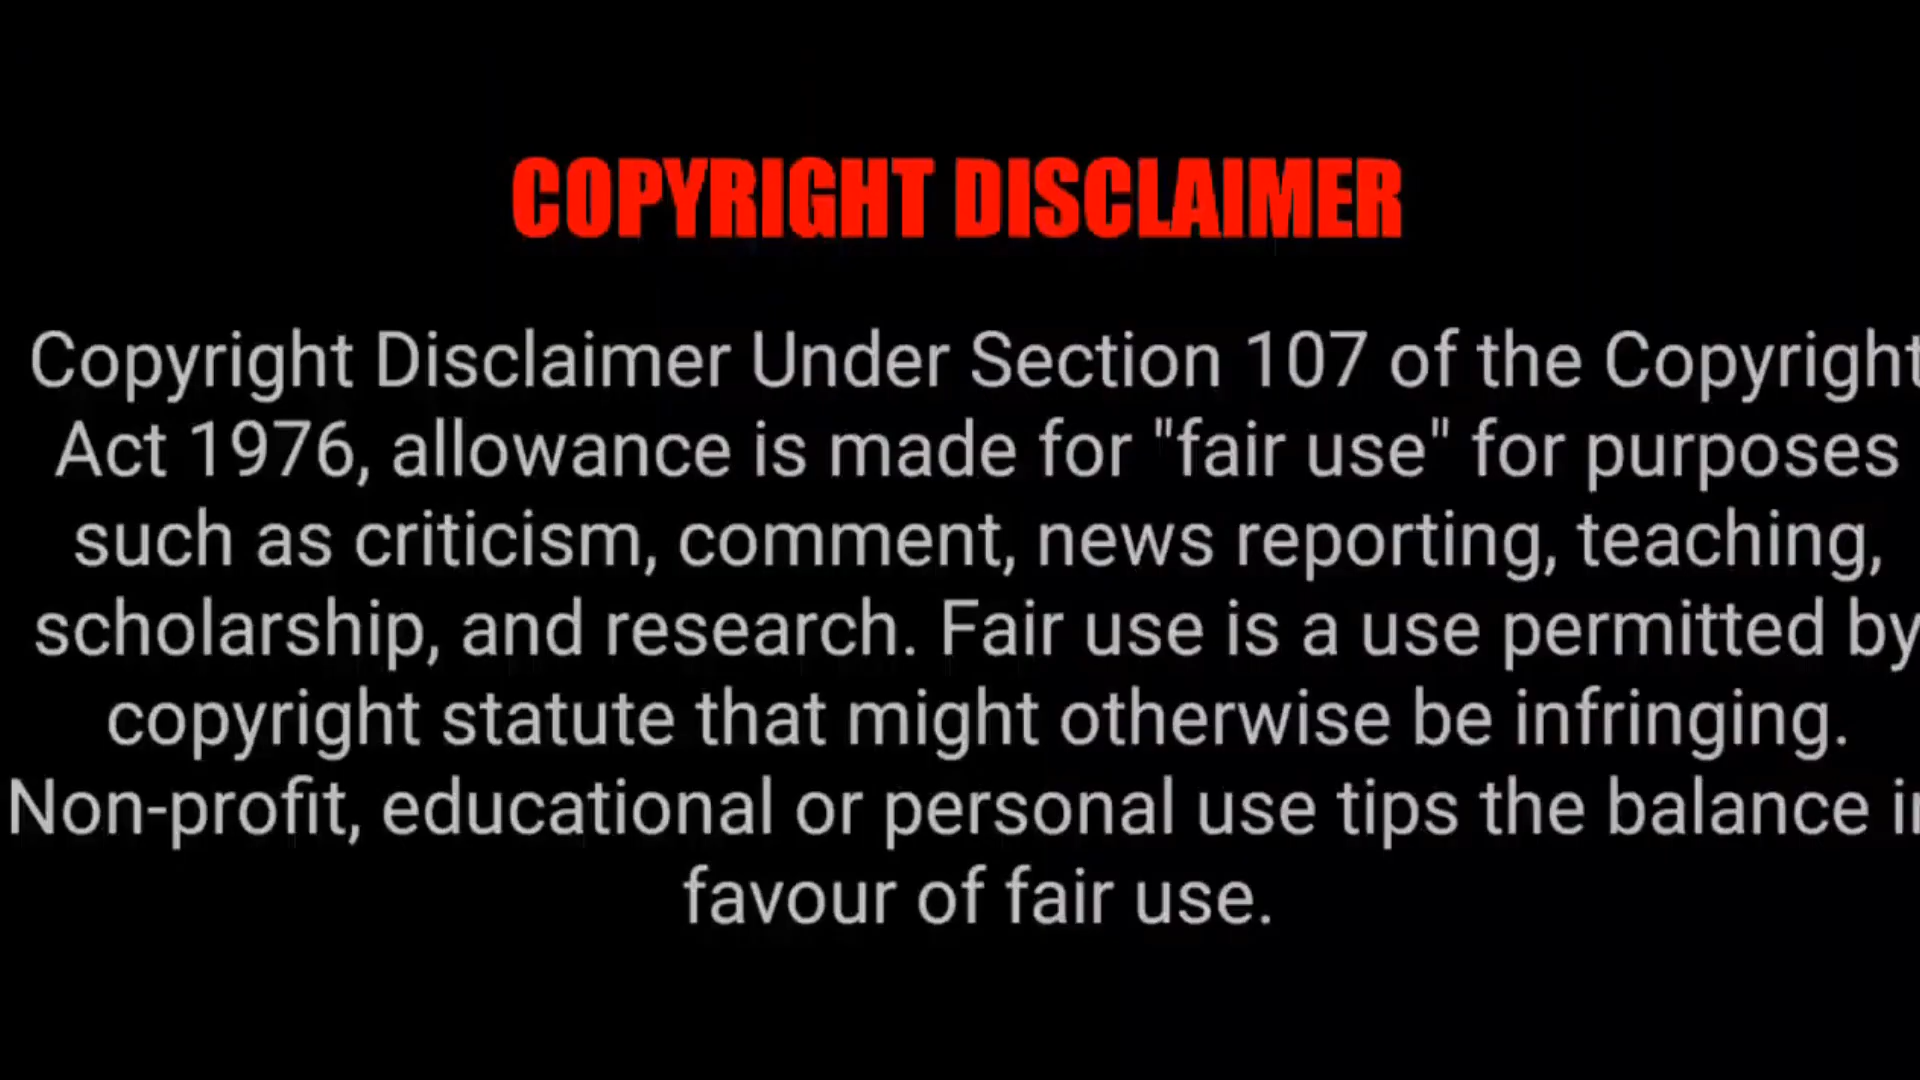 COPYRIGHT DISCLAIMER
Copyright Disclaimer Under Section 107 of the Copyright
Act 1976, allowance is made for "fair use" for purposes
such as criticism, comment, news reporting, teaching,
scholarship, and research. Fair use is a use permitted by
copyright statute that might otherwise be infringing.
Non-profit, educational or personal use tips the balance in
favour of fair use.